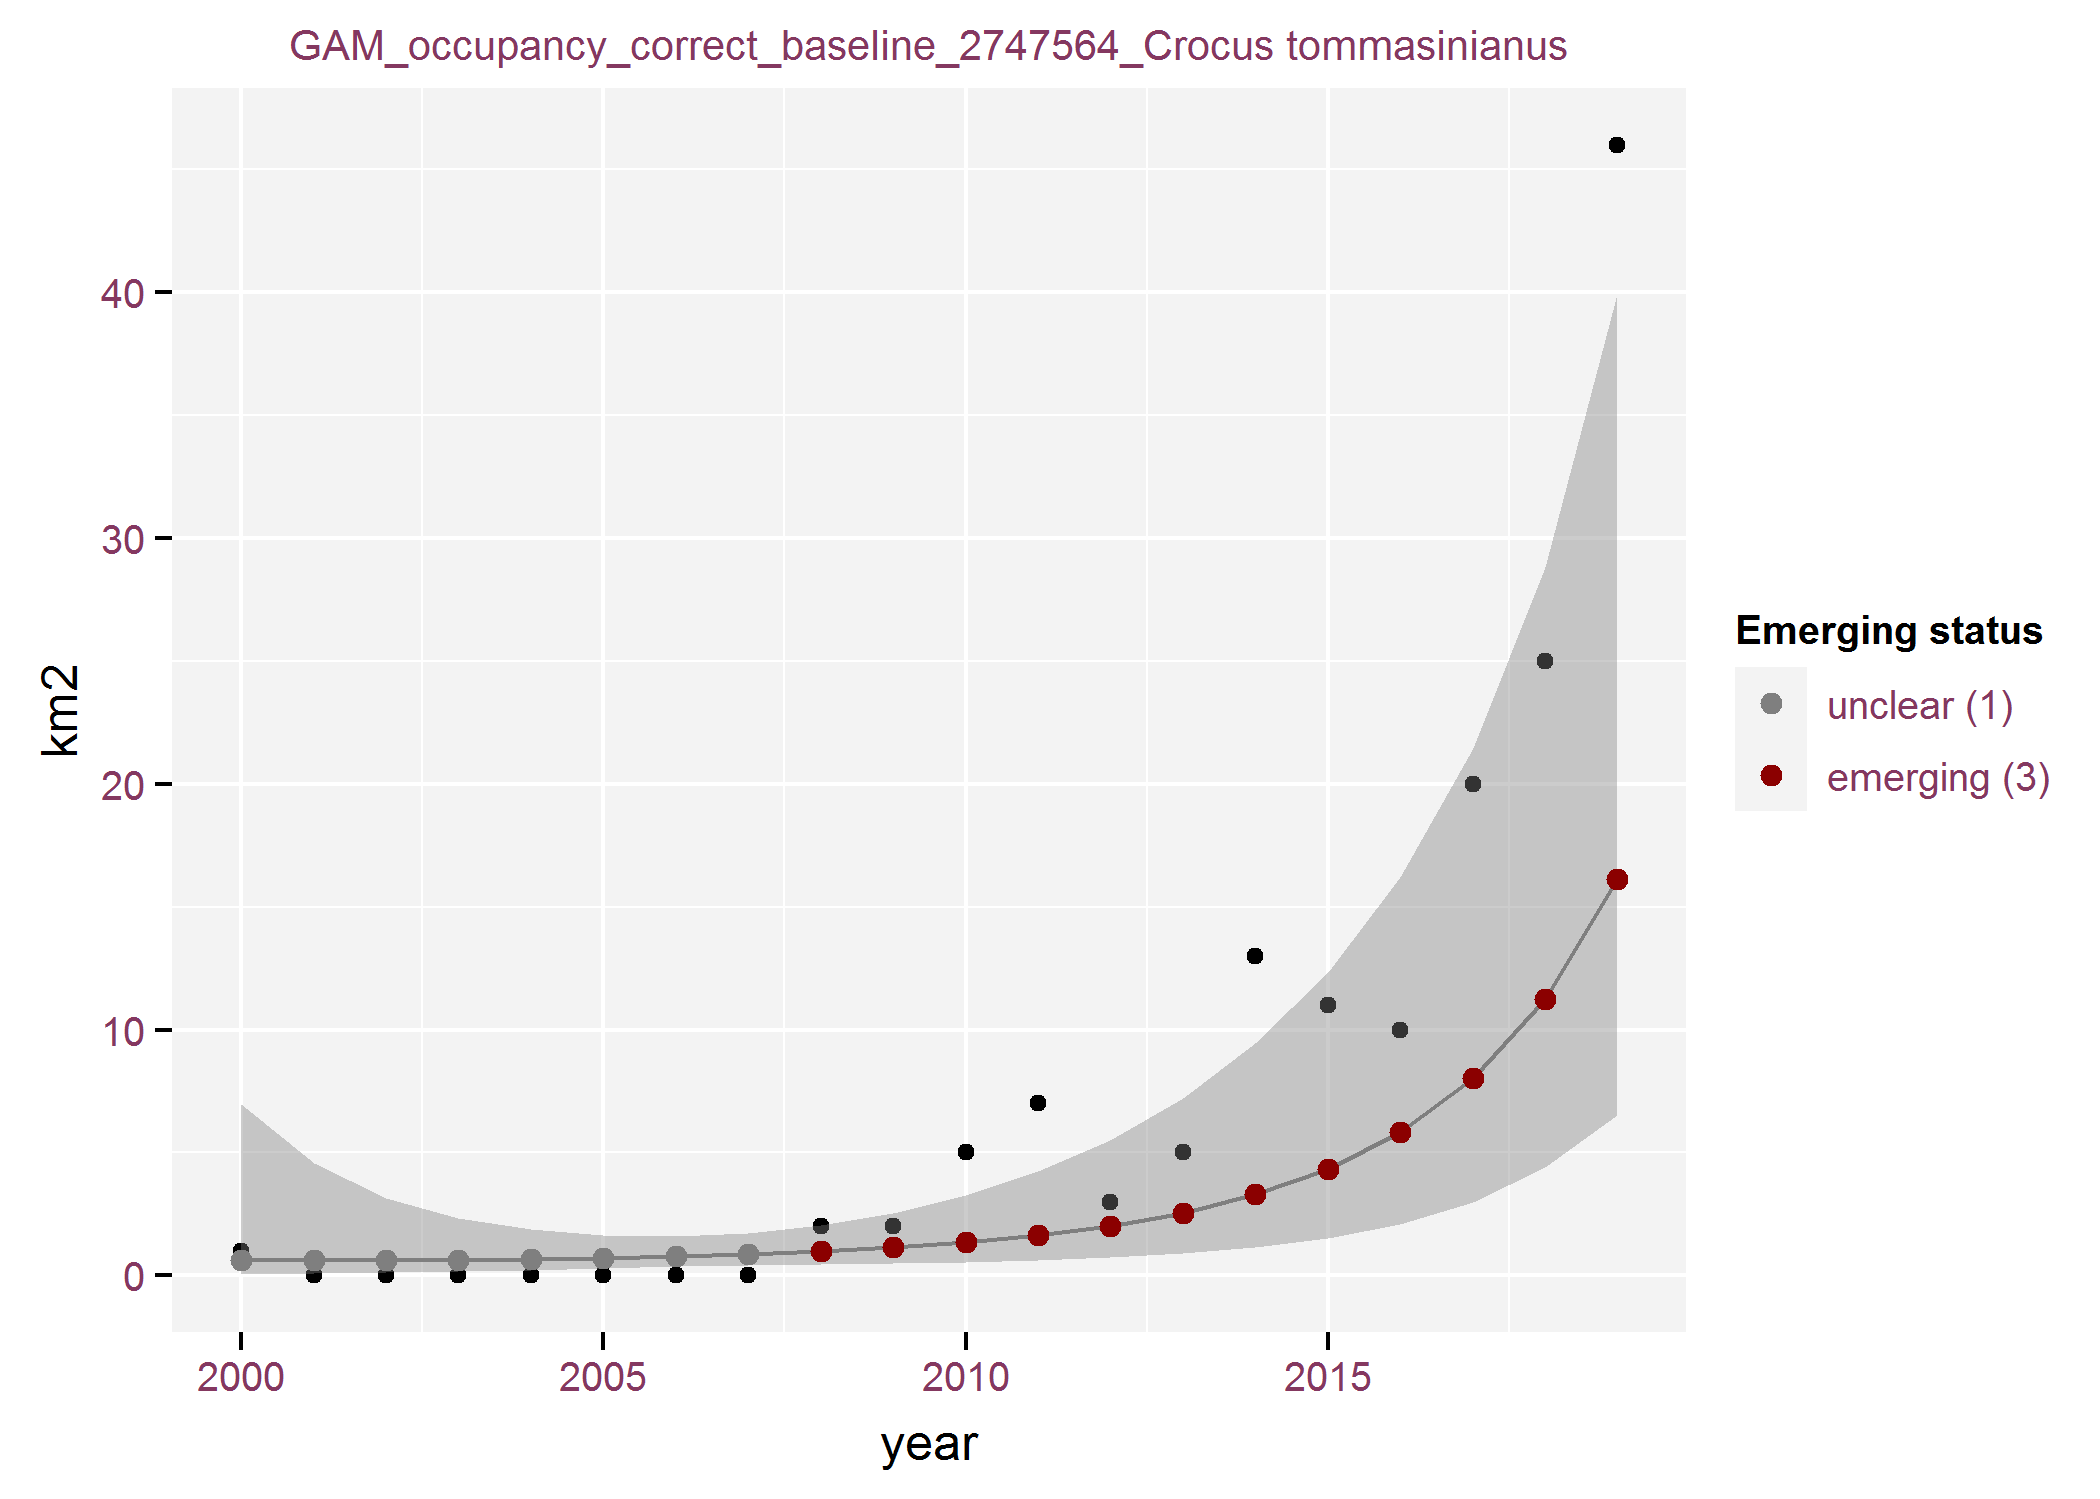 GAM_occupancy_correct_baseline_2747564_Crocus tommasinianus
40
30
20
10
0
km2
2000 2005 2010 2015
year
Emerging status
unclear (1)
emerging (3)